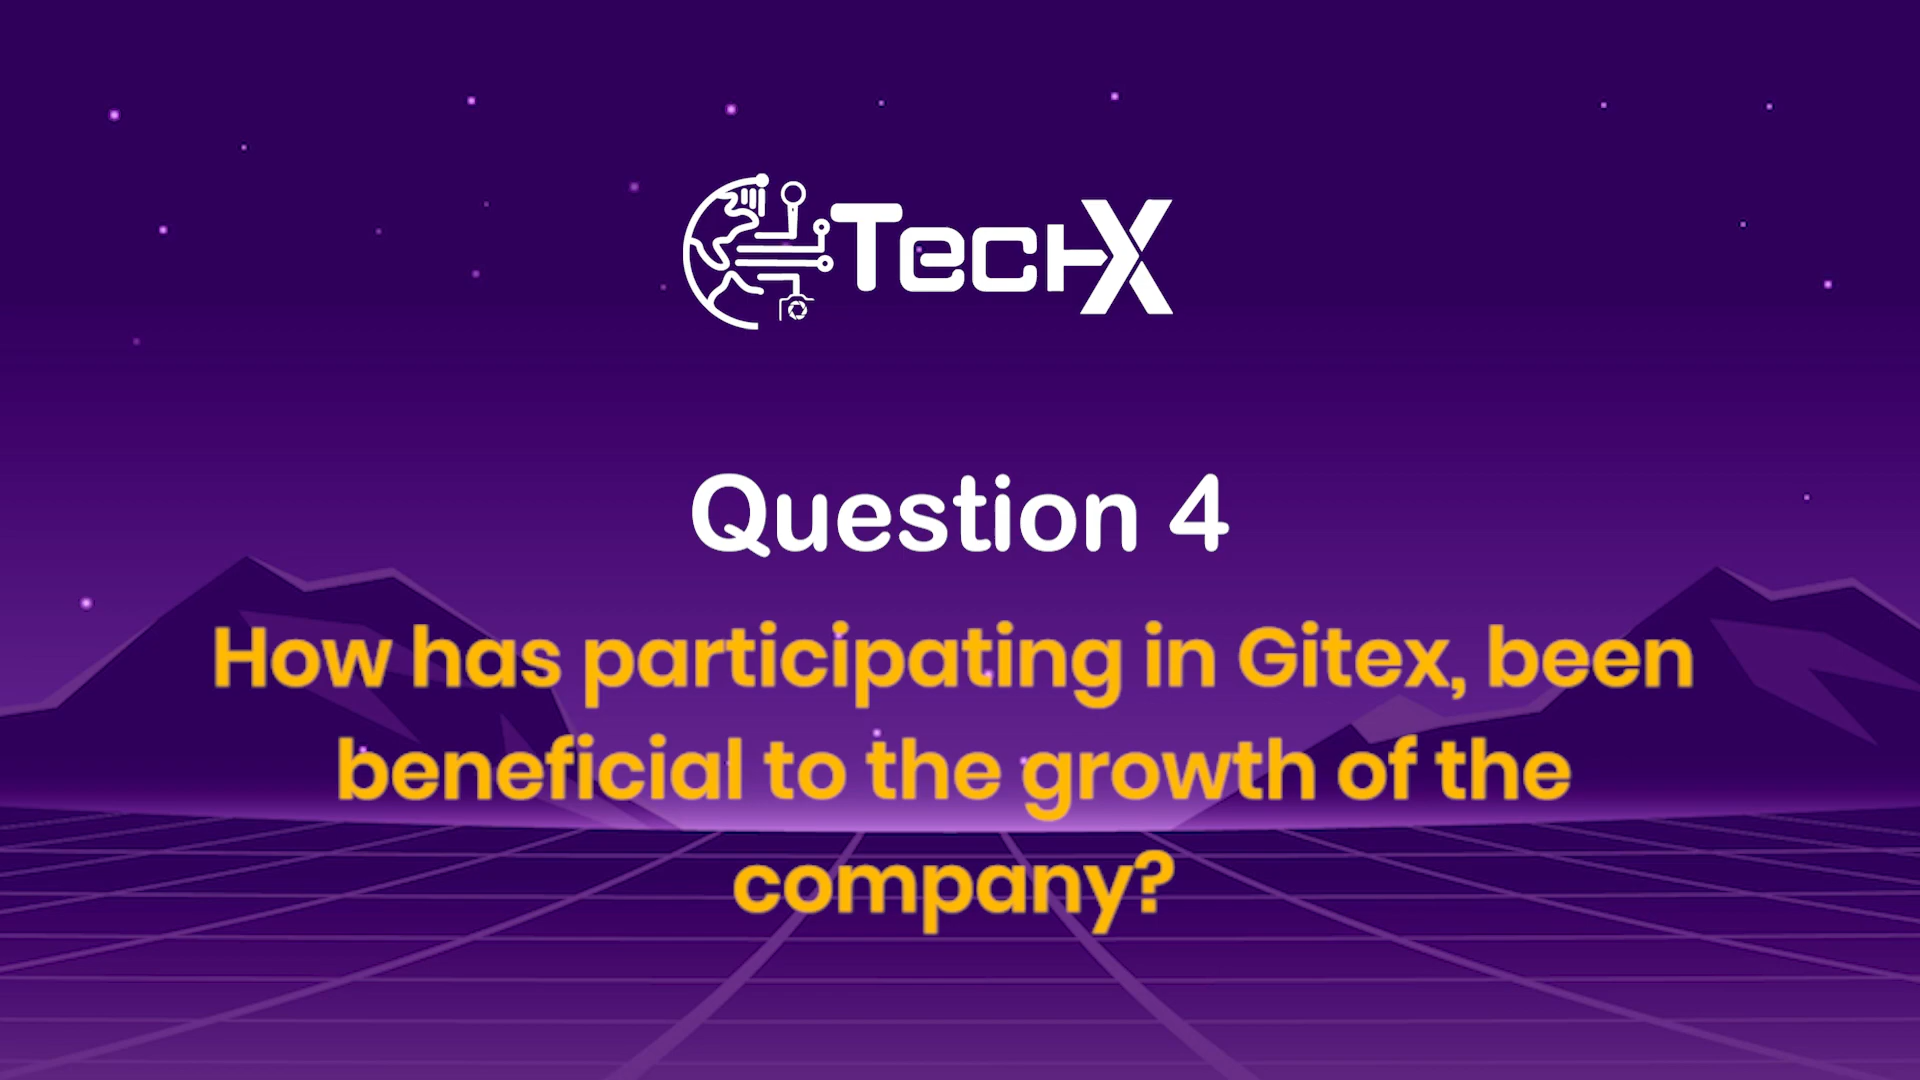 TecHX
Question 4
How has participating in Gitex, been
beneficial to the growth of the
company?